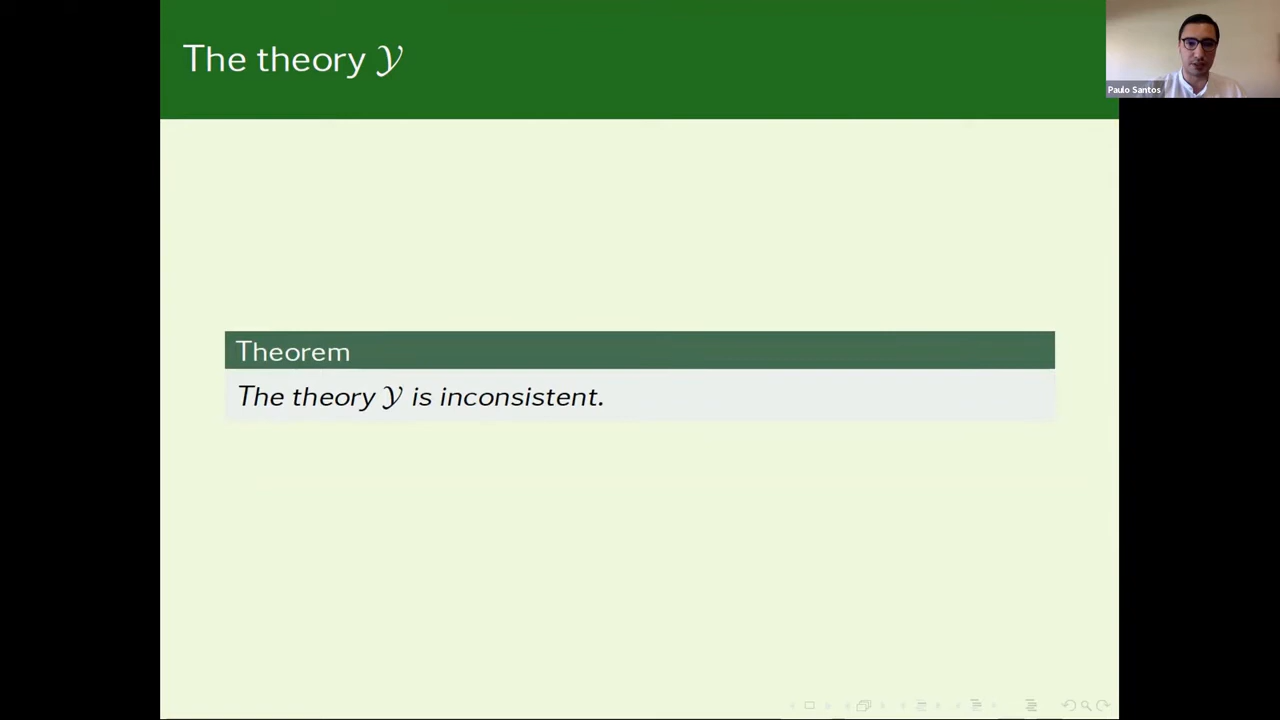 The theory 𝒴
Paulo Santos
Theorem
The theory 𝒴 is inconsistent.